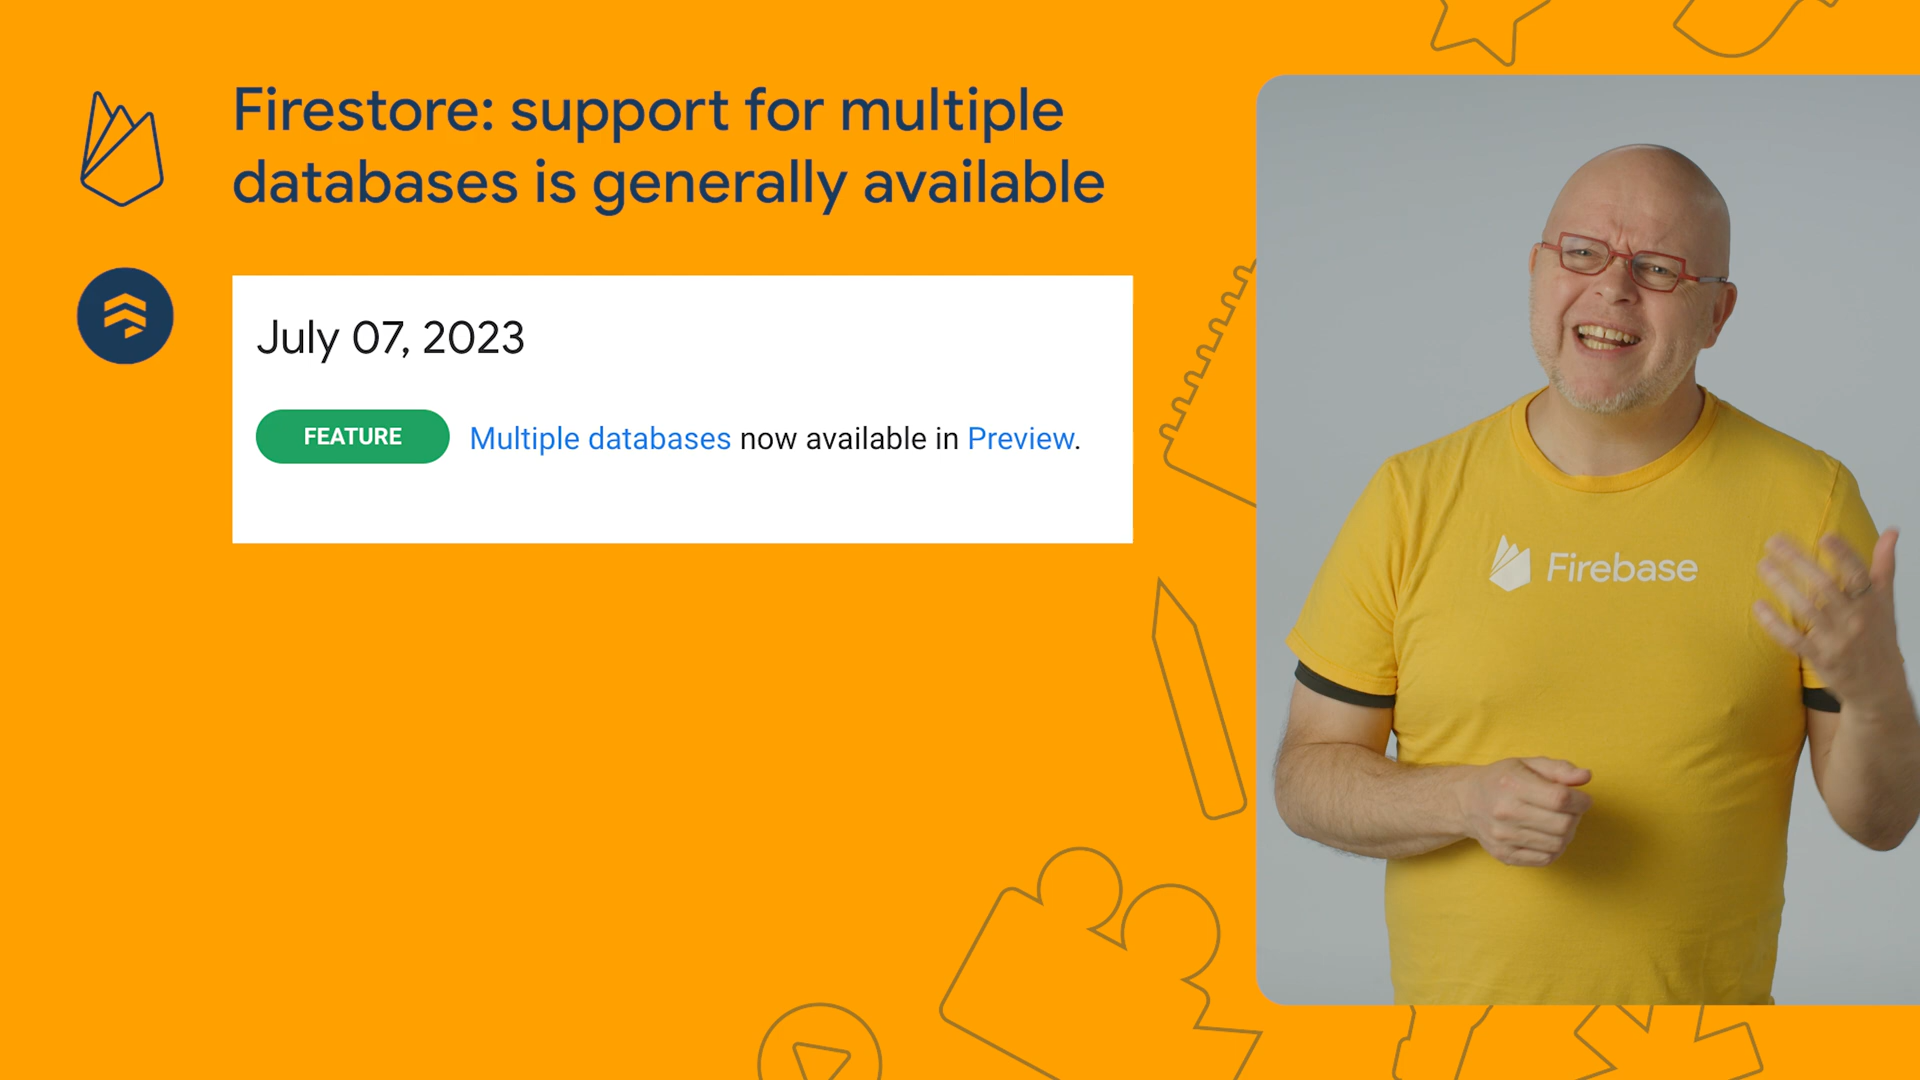 Firestore: support for multiple
databases is generally available
July 07, 2023
FEATURE Multiple databases now available in Preview.
Firebase